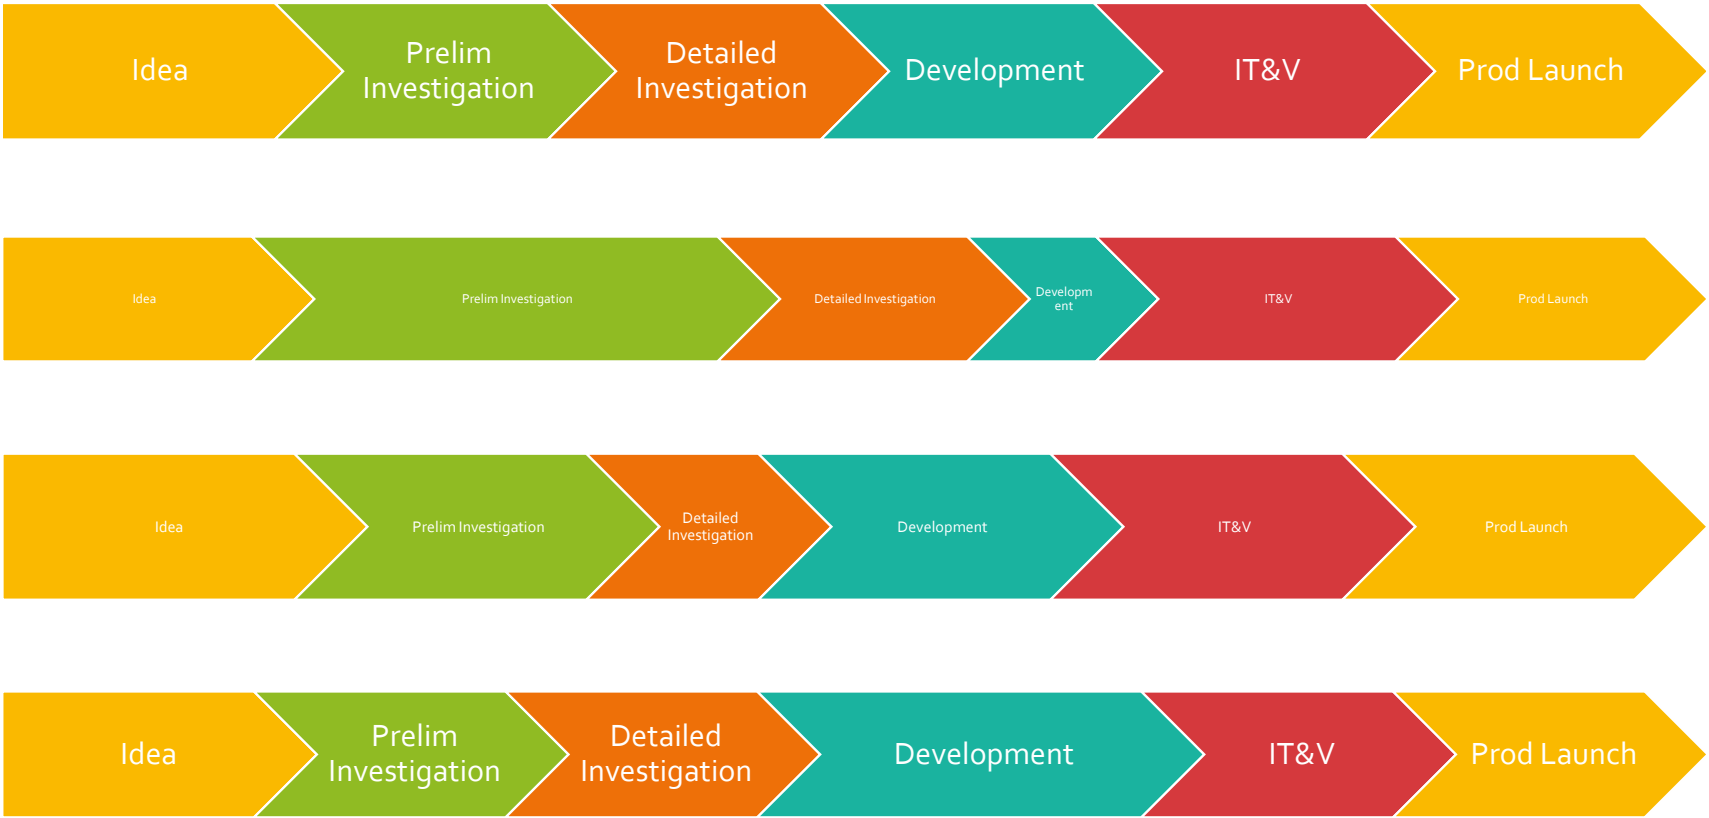 Idea
Prelim
Investigation
Detailed
Investigation
Development
IT&V
Prod Launch
Idea
Prelim Investigation
Detailed Investigation
Developm
ent
IT&V
Prod Launch
Idea
Prelim Investigation
Detailed
Investigation
Development
IT&V
Prod Launch
Idea
Prelim
Investigation
Detailed
Investigation
Development
IT&V
Prod Launch